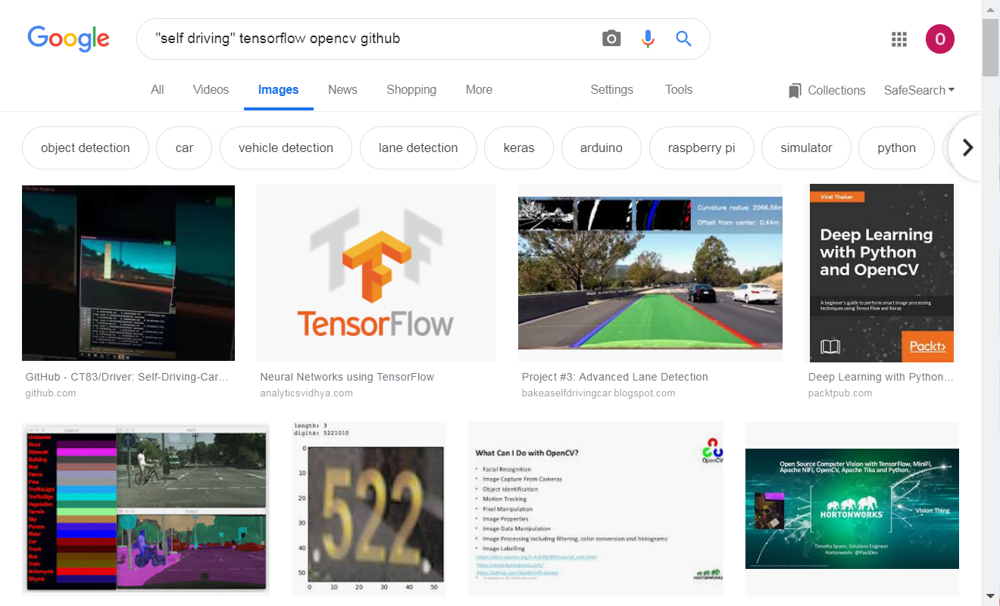 Google
"self driving" tensorflow opencv github
O
All Videos Images News Shopping More Settings Tools Collections SafeSearch
object detection car vehicle detection lane detection keras arduino raspberry pi simulator python
TensorFlow
Curvature radius: 2066.56m
Offset from center: 0.44m
Viral Thakar
Deep Learning
with Python
and OpenCV
A beginner's guide to perform smart image processing
techniques using TensorFlow and Keras
Packt>
GitHub - CT83/Driver: Self-Driving-Car...
github.com
Neural Networks using TensorFlow
analyticsvidhya.com
Project #3: Advanced Lane Detection
bakeaselfdrivingcar.blogspot.com
Deep Learning with Python...
packtpub.com
Unlabeled
Road
Sidewalk
Building
Wall
Fence
Pole
TrafficLight
TrafficSign
Vegetation
Terrain
Sky
Person
Rider
Car
Truck
Bus
Train
Motorcycle
Bicycle
length: 3
digits: 5221010
0
10
20
30
40
50
522
0 10 20 30 40 50
What Can I Do with OpenCV?
OpenCV
• Facial Recognition
• Image Capture From Cameras
• Object Identification
• Motion Tracking
• Pixel Manipulation
• Image Properties
• Image Data Manipulation
• Image Processing including filtering, color conversion and histograms
• Image Labelling
HORTONWORKS
Open Source Computer Vision with TensorFlow, MiniFi,
Apache NiFi, OpenCV, Apache Tika and Python.
HORTONWORKS
Vision Thing
Timothy Spann, Solutions Engineer
Hortonworks @PaaSDev